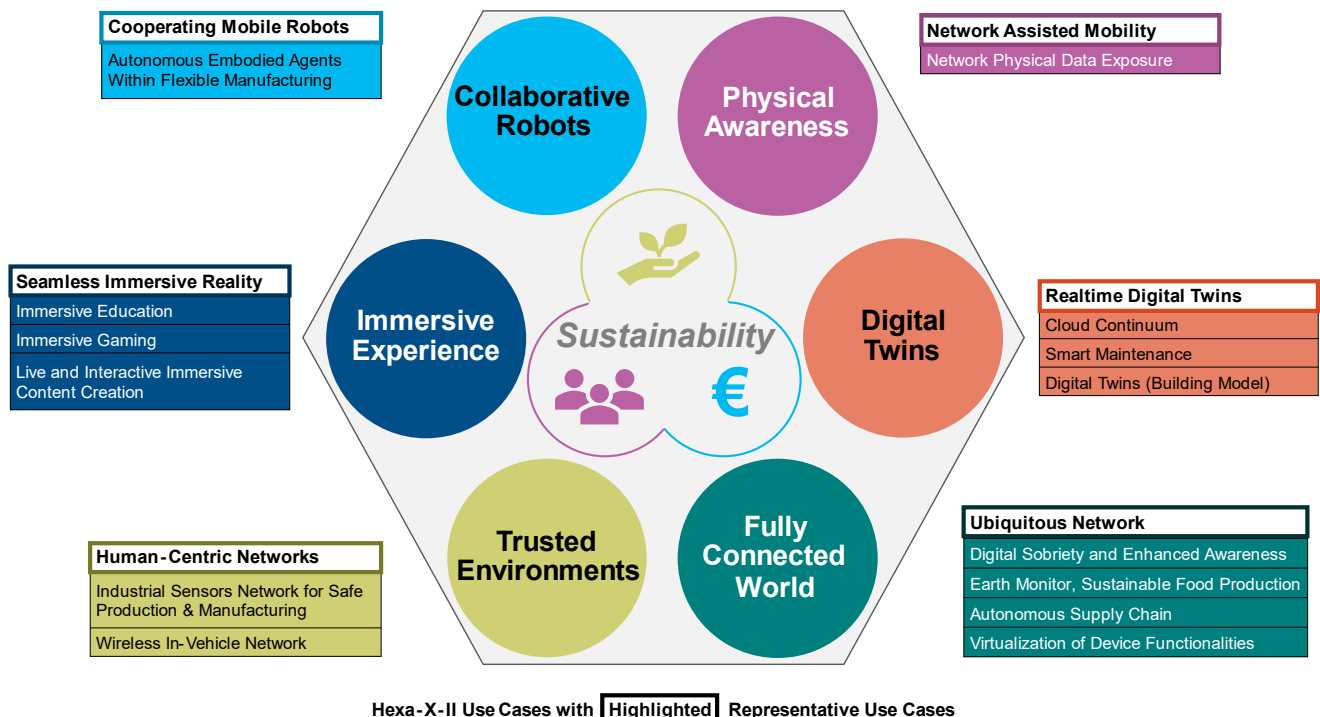 Cooperating Mobile Robots
Autonomous Embodied Agents
Within Flexible Manufacturing
Collaborative
Robots
Physical
Awareness
Network Assisted Mobility
Network Physical Data Exposure
Seamless Immersive Reality
Immersive Education
Immersive Gaming
Live and Interactive Immersive
Content Creation
Immersive
Experience
Sustainability
€
Digital
Twins
Realtime Digital Twins
Cloud Continuum
Smart Maintenance
Digital Twins (Building Model)
Human-Centric Networks
Industrial Sensors Network for Safe
Production & Manufacturing
Wireless In-Vehicle Network
Trusted
Environments
Fully
Connected
World
Ubiquitous Network
Digital Sobriety and Enhanced Awareness
Earth Monitor, Sustainable Food Production
Autonomous Supply Chain
Virtualization of Device Functionalities
Hexa-X-II Use Cases with Highlighted Representative Use Cases